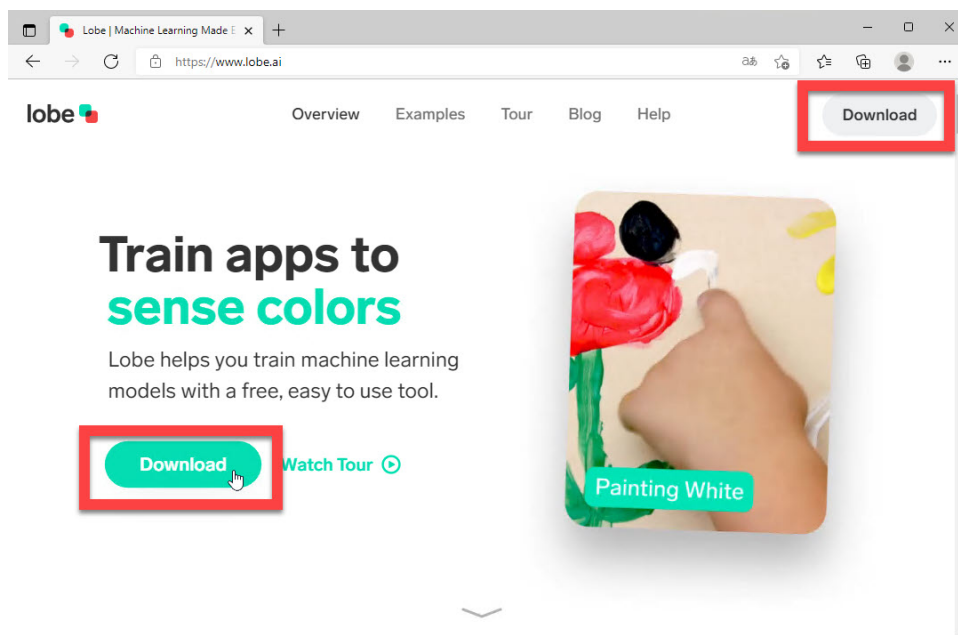 Lobe | Machine Learning Made E
https://www.lobe.ai
lobe
Overview Examples Tour Blog Help Download
Train apps to
sense colors
Lobe helps you train machine learning
models with a free, easy to use tool.
Download Watch Tour
Painting White